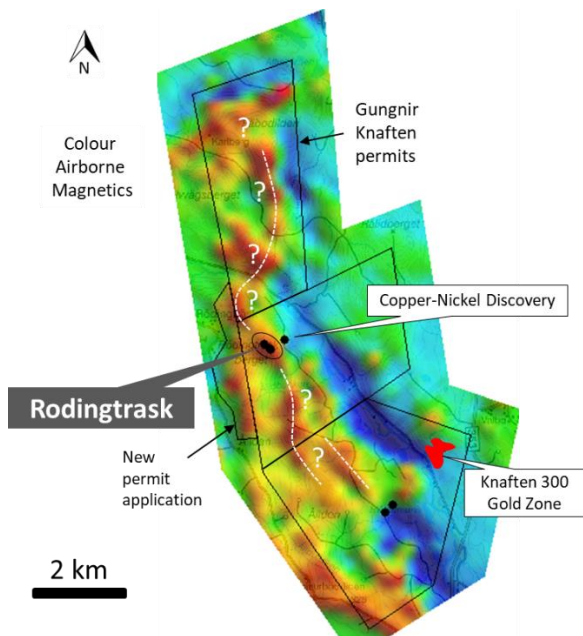 N
Colour
Airborne
Magnetics
Gungnir
Knaften
permits
?
?
?
?
Copper-Nickel Discovery
Rodingtrask
?
?
New
permit
application
Knaften 300
Gold Zone
2 km